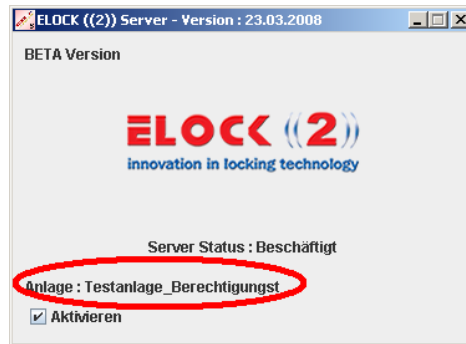 ELOCK ((2)) Server - Version : 23.03.2008
BETA Version
ELOCK ((2))
innovation in locking technology
Server Status : Beschäftigt
Anlage : Testanlage_Berechtigungst
Aktivieren